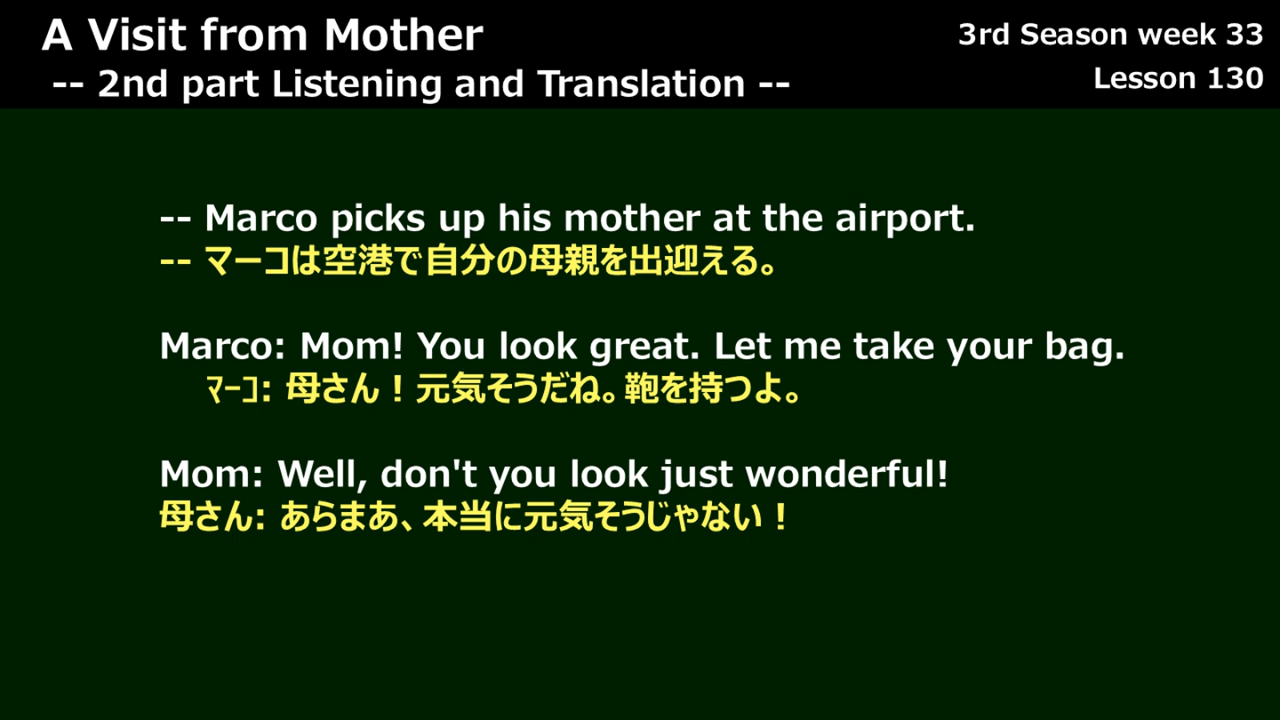 A Visit from Mother
3rd Season week 33
-- 2nd part Listening and Translation --
Lesson 130
-- Marco picks up his mother at the airport.
-- マーコは空港で自分の母親を出迎える。
Marco: Mom! You look great. Let me take your bag.
ﾏｰｺ: 母さん！元気そうだね。鞄を持つよ。
Mom: Well, don't you look just wonderful!
母さん: あらまあ、本当に元気そうじゃない！